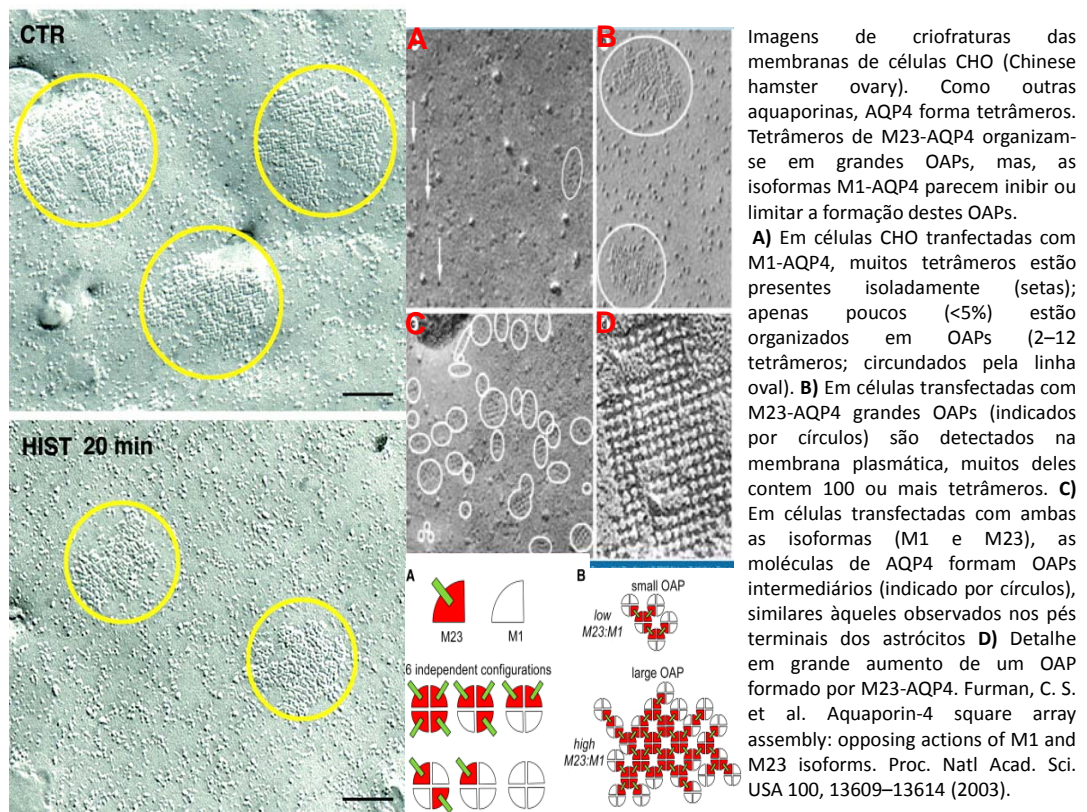 CTR
HIST 20 min
A
B
C
D
A
M23
M1
6 independent configurations
B
small OAP
low
M23:M1
large OAP
high
M23:M1
Imagens de criofraturas das
membranas de células CHO (Chinese
hamster ovary). Como outras
aquaporinas, AQP4 forma tetrâmeros.
Tetrâmeros de M23-AQP4 organizam-
se em grandes OAPs, mas, as
isoformas M1-AQP4 parecem inibir ou
limitar a formação destes OAPs.
A) Em células CHO tranfectadas com
M1-AQP4, muitos tetrâmeros estão
presentes isoladamente (setas);
apenas poucos (<5%) estão
organizados em OAPs (2–12
tetrâmeros; circundados pela linha
oval). B) Em células transfectadas com
M23-AQP4 grandes OAPs (indicados
por círculos) são detectados na
membrana plasmática, muitos deles
contem 100 ou mais tetrâmeros. C)
Em células transfectadas com ambas
as isoformas (M1 e M23), as
moléculas de AQP4 formam OAPs
intermediários (indicado por círculos),
similares àqueles observados nos pés
terminais dos astrócitos D) Detalhe
em grande aumento de um OAP
formado por M23-AQP4. Furman, C. S.
et al. Aquaporin-4 square array
assembly: opposing actions of M1 and
M23 isoforms. Proc. Natl Acad. Sci.
USA 100, 13609–13614 (2003).